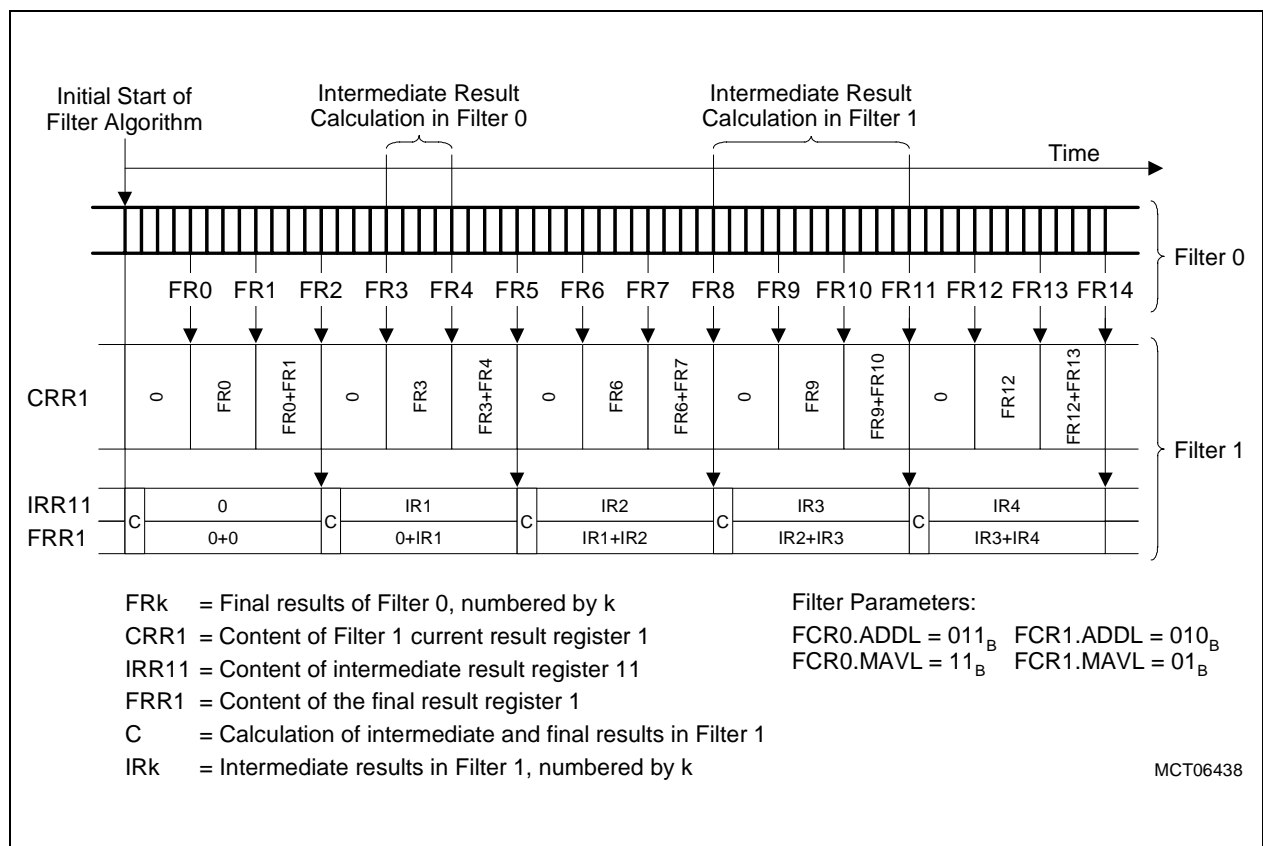 Initial Start of
Filter Algorithm
Intermediate Result
Calculation in Filter 0
Intermediate Result
Calculation in Filter 1
Time
Filter 0
FR0 FR1 FR2 FR3 FR4 FR5 FR6 FR7 FR8 FR9 FR10 FR11 FR12 FR13 FR14
CRR1
0 FR0 FR0+FR1 0 FR3 FR3+FR4 0 FR6 FR6+FR7 0 FR9 FR9+FR10 0 FR12 FR12+FR13
Filter 1
IRR11
C 0 C IR1 C IR2 C IR3 C IR4
FRR1
0+0 0+IR1 IR1+IR2 IR2+IR3 IR3+IR4
FRk = Final results of Filter 0, numbered by k
CRR1 = Content of Filter 1 current result register 1
IRR11 = Content of intermediate result register 11
FRR1 = Content of the final result register 1
C = Calculation of intermediate and final results in Filter 1
IRk = Intermediate results in Filter 1, numbered by k
Filter Parameters:
FCR0.ADDL = 011B FCR1.ADDL = 010B
FCR0.MAVL = 11B FCR1.MAVL = 01B
MCT06438